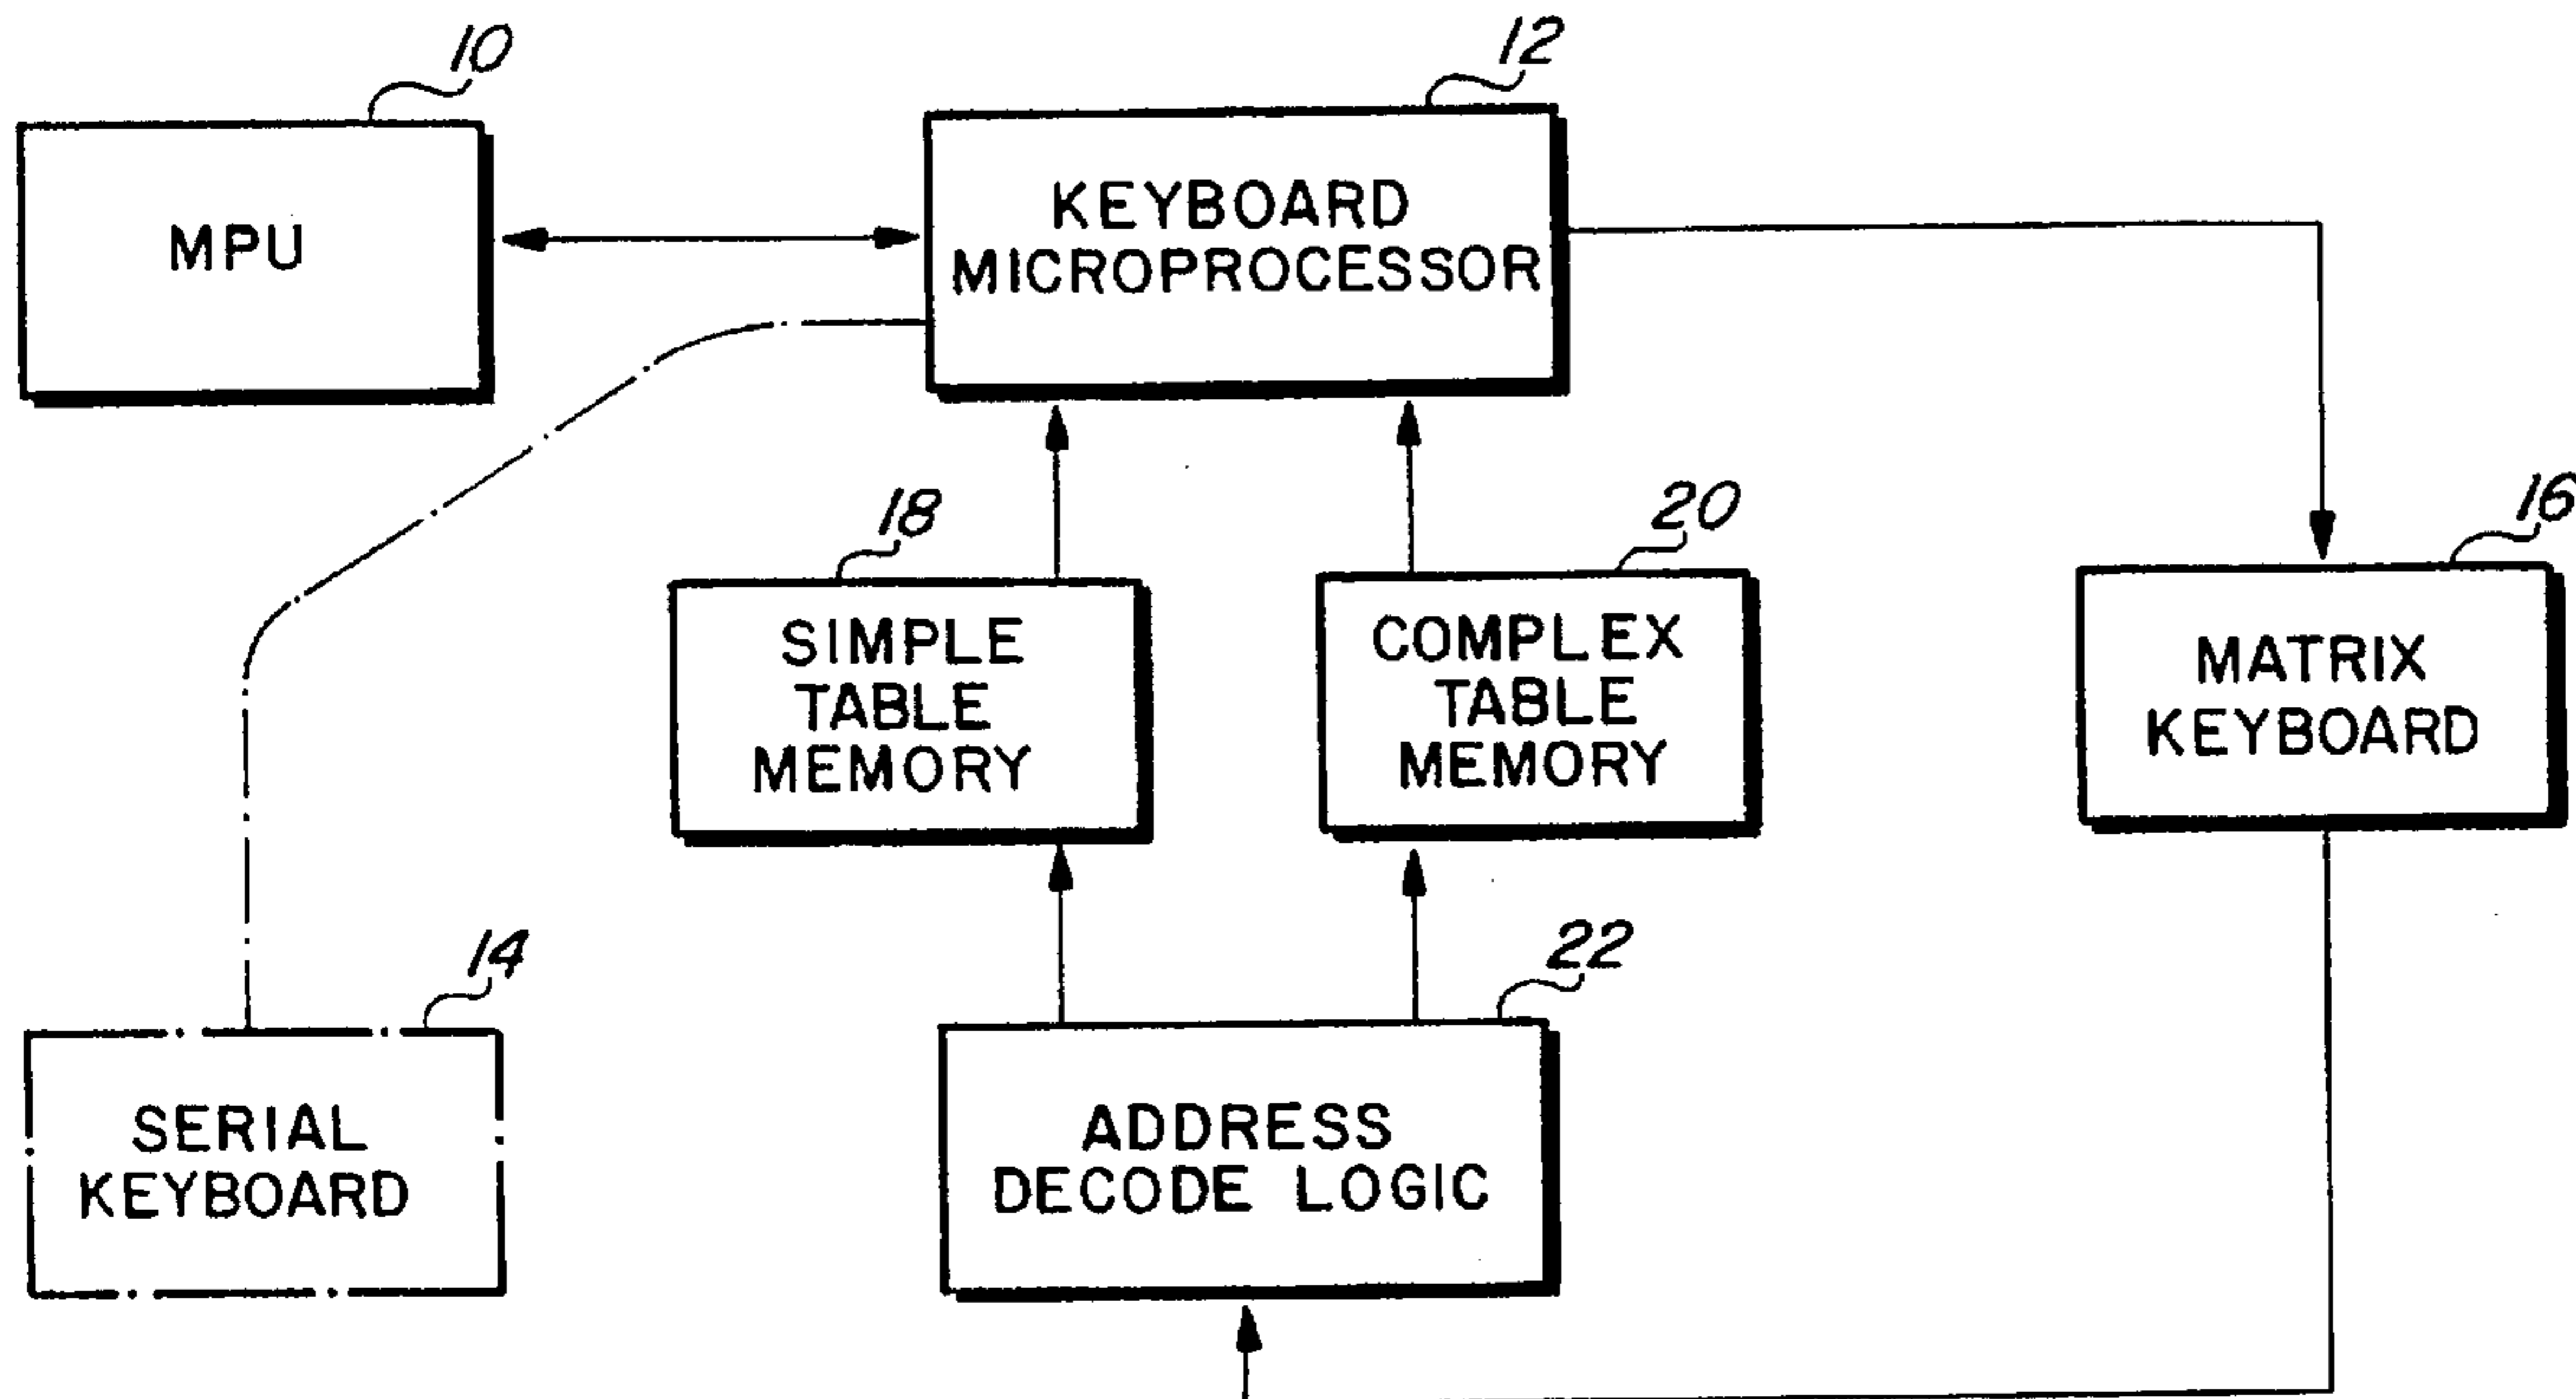 10
MPU
12
KEYBOARD
MICROPROCESSOR
18
SIMPLE
TABLE
MEMORY
20
COMPLEX
TABLE
MEMORY
16
MATRIX
KEYBOARD
14
SERIAL
KEYBOARD
22
ADDRESS
DECODE LOGIC